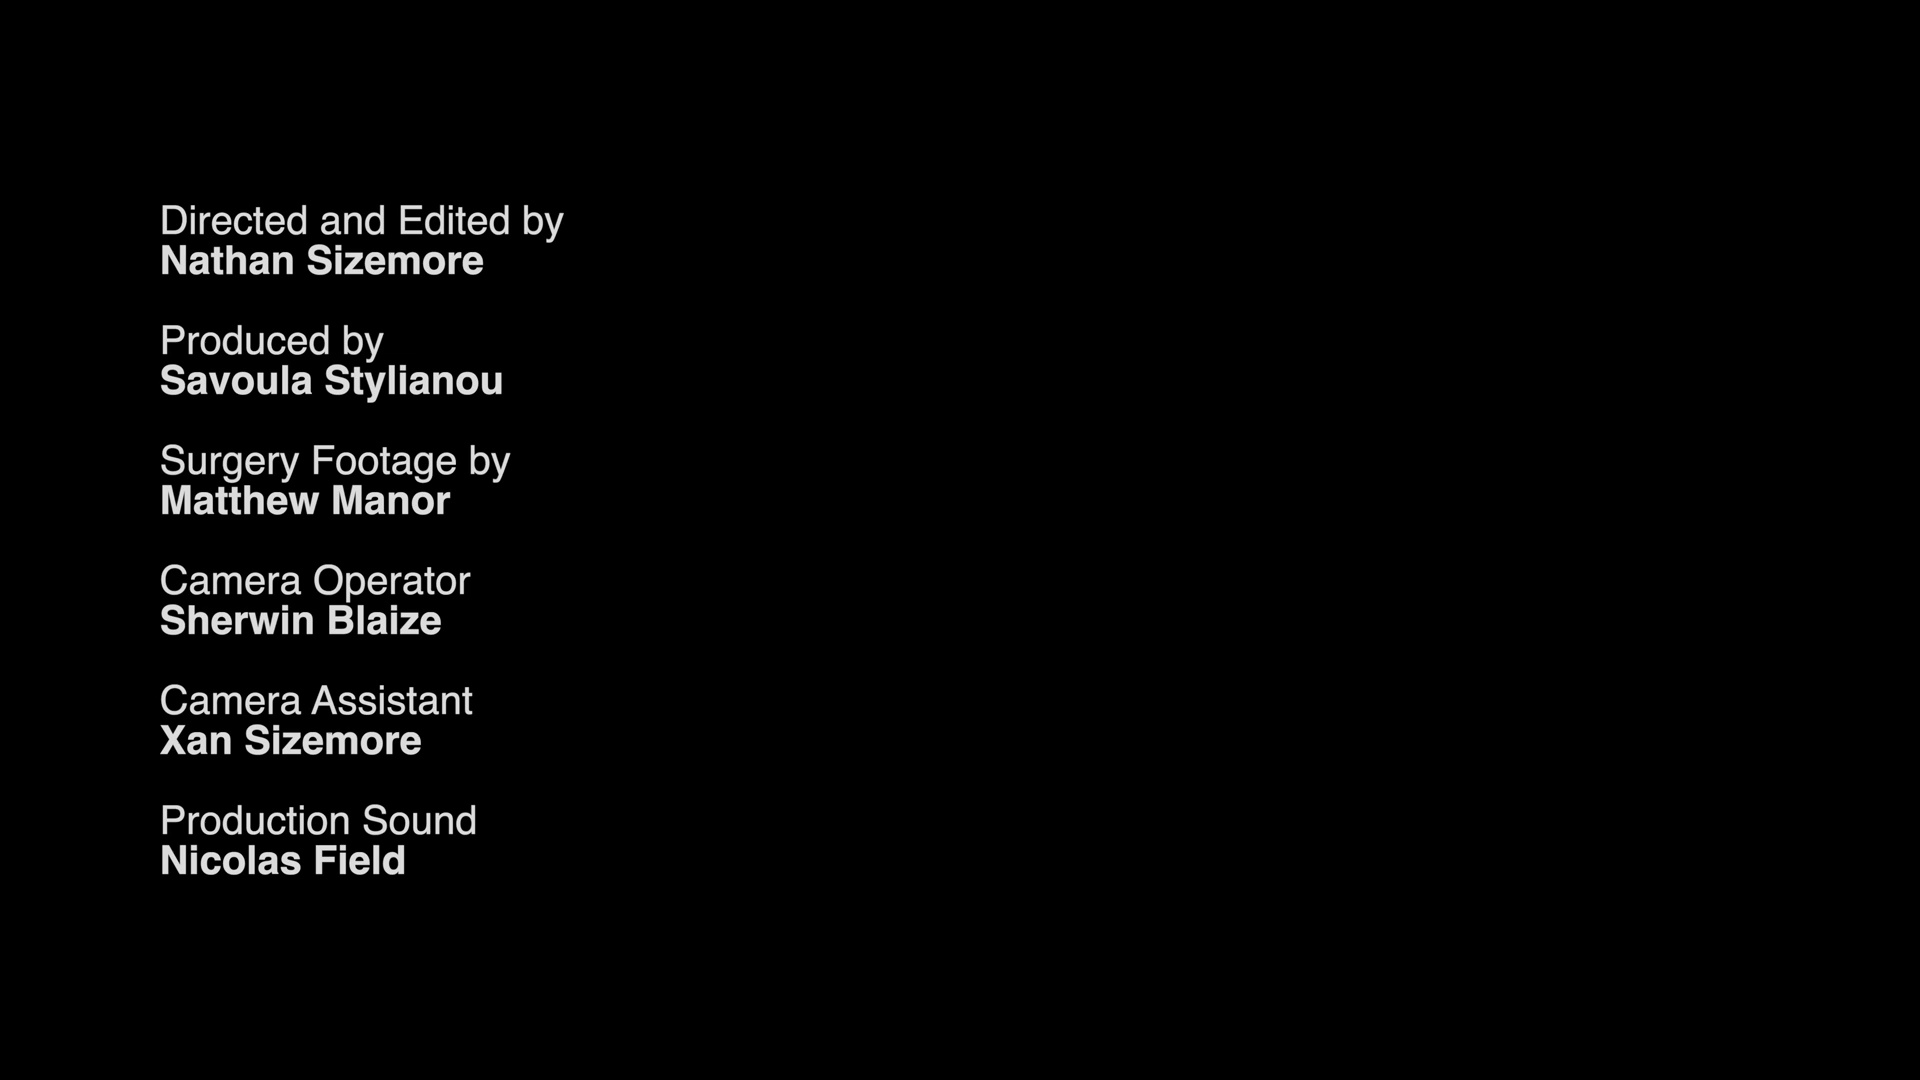 Directed and Edited by
Nathan Sizemore
Produced by
Savoula Stylianou
Surgery Footage by
Matthew Manor
Camera Operator
Sherwin Blaize
Camera Assistant
Xan Sizemore
Production Sound
Nicolas Field